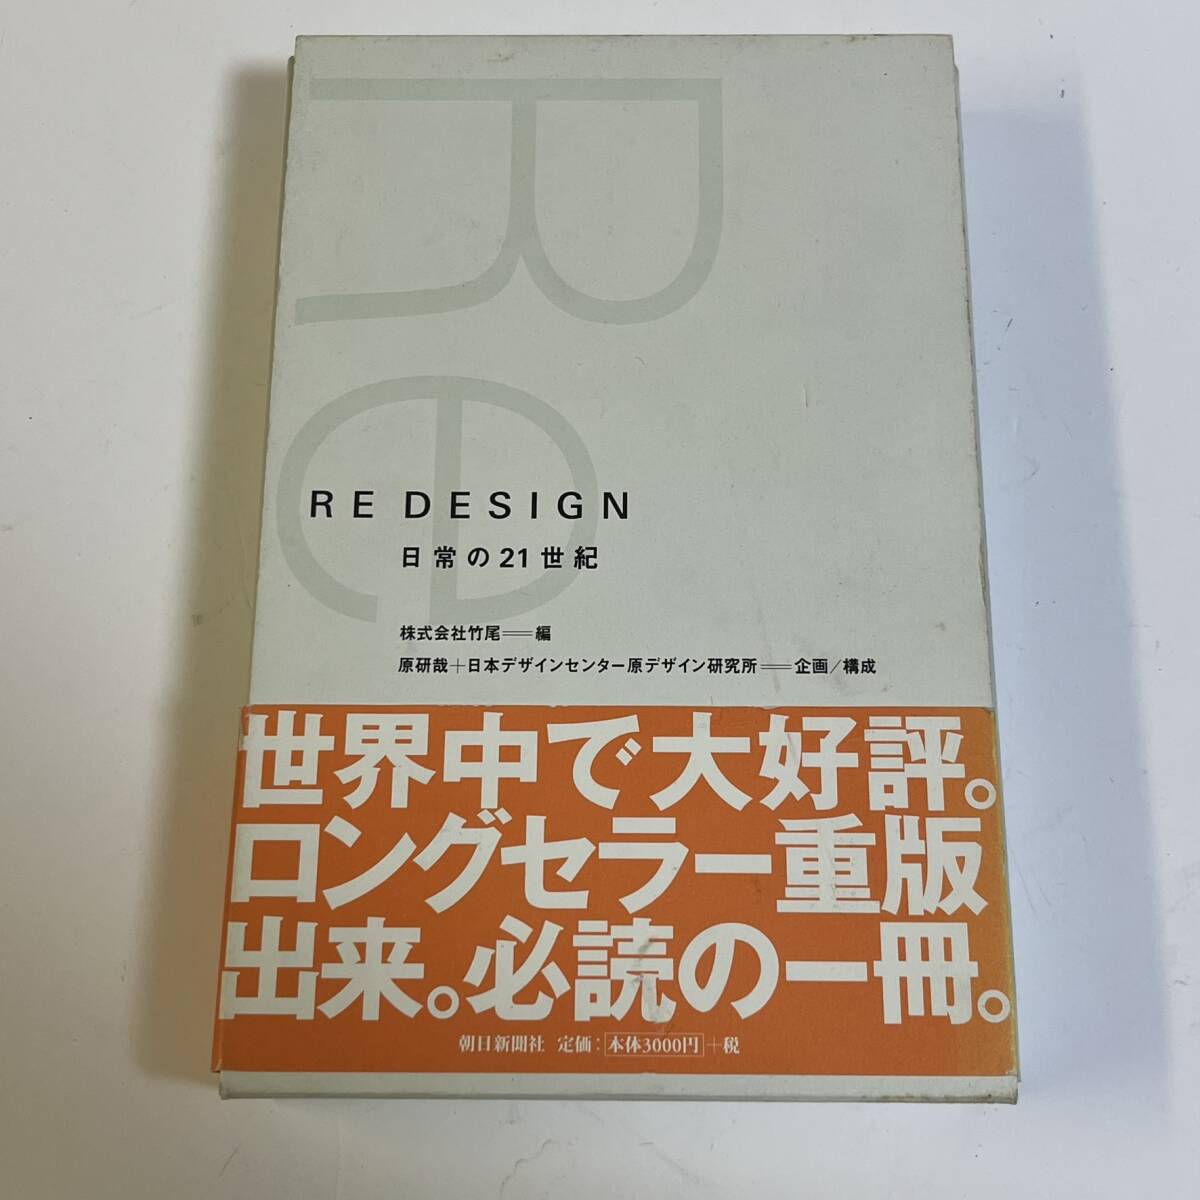 Re
RE DESIGN
日常の21世紀
株式会社竹尾══編
原研哉+日本デザインセンター原デザイン研究所══企画/構成
世界中で大好評。
ロングセラー重版
出来。必読の一冊。
朝日新聞社 定価:本体3000円+税